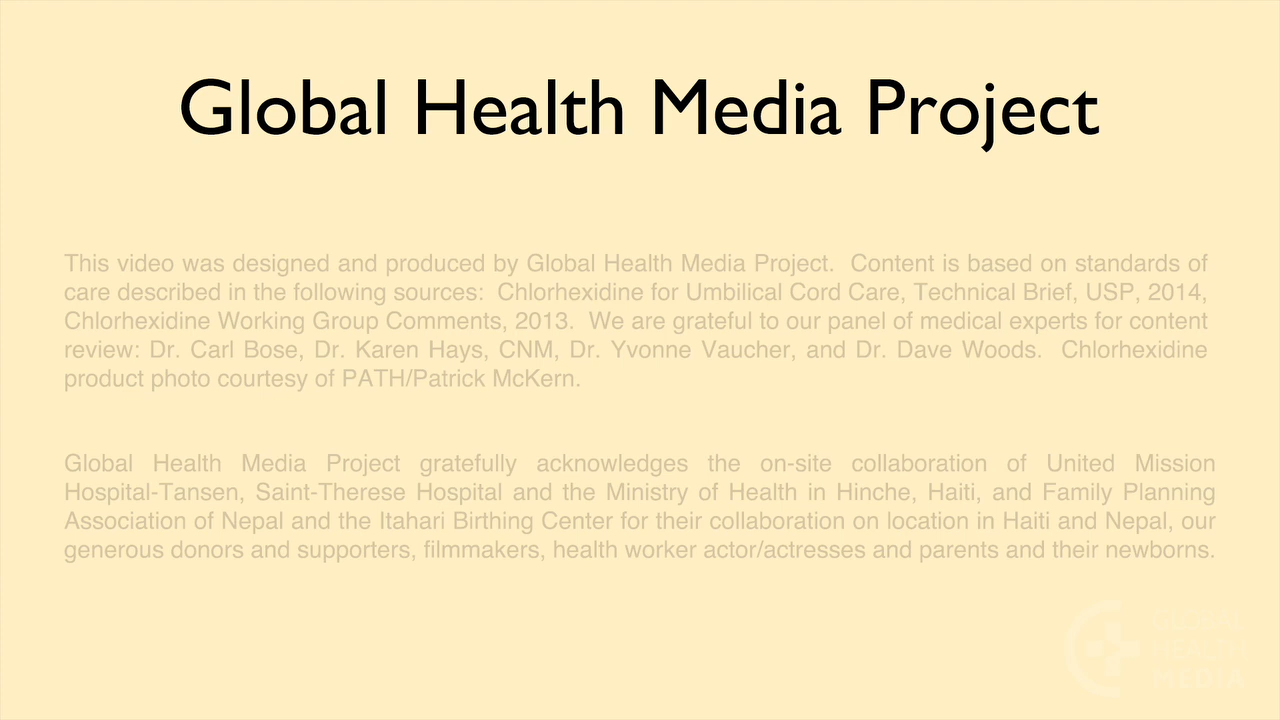 Global Health Media Project
This video was designed and produced by Global Health Media Project.  Content is based on standards of
care described in the following sources:  Chlorhexidine for Umbilical Cord Care, Technical Brief, USP, 2014,
Chlorhexidine Working Group Comments, 2013.  We are grateful to our panel of medical experts for content
review: Dr. Carl Bose, Dr. Karen Hays, CNM, Dr. Yvonne Vaucher, and Dr. Dave Woods.  Chlorhexidine
product photo courtesy of PATH/Patrick McKern.
Global Health Media Project gratefully acknowledges the on-site collaboration of United Mission
Hospital-Tansen, Saint-Therese Hospital and the Ministry of Health in Hinche, Haiti, and Family Planning
Association of Nepal and the Itahari Birthing Center for their collaboration on location in Haiti and Nepal, our
generous donors and supporters, filmmakers, health worker actor/actresses and parents and their newborns.
GLOBAL
HEALTH
MEDIA